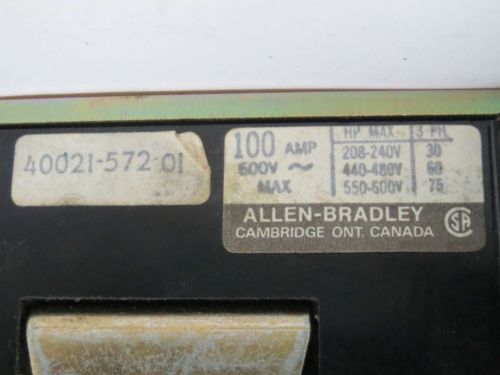 40021-572 01
100 AMP
600V ~
MAX
HP. MAX 3 PH.
208-240V 30
440-480V 60
550-600V 75
ALLEN-BRADLEY
CAMBRIDGE ONT. CANADA
SA